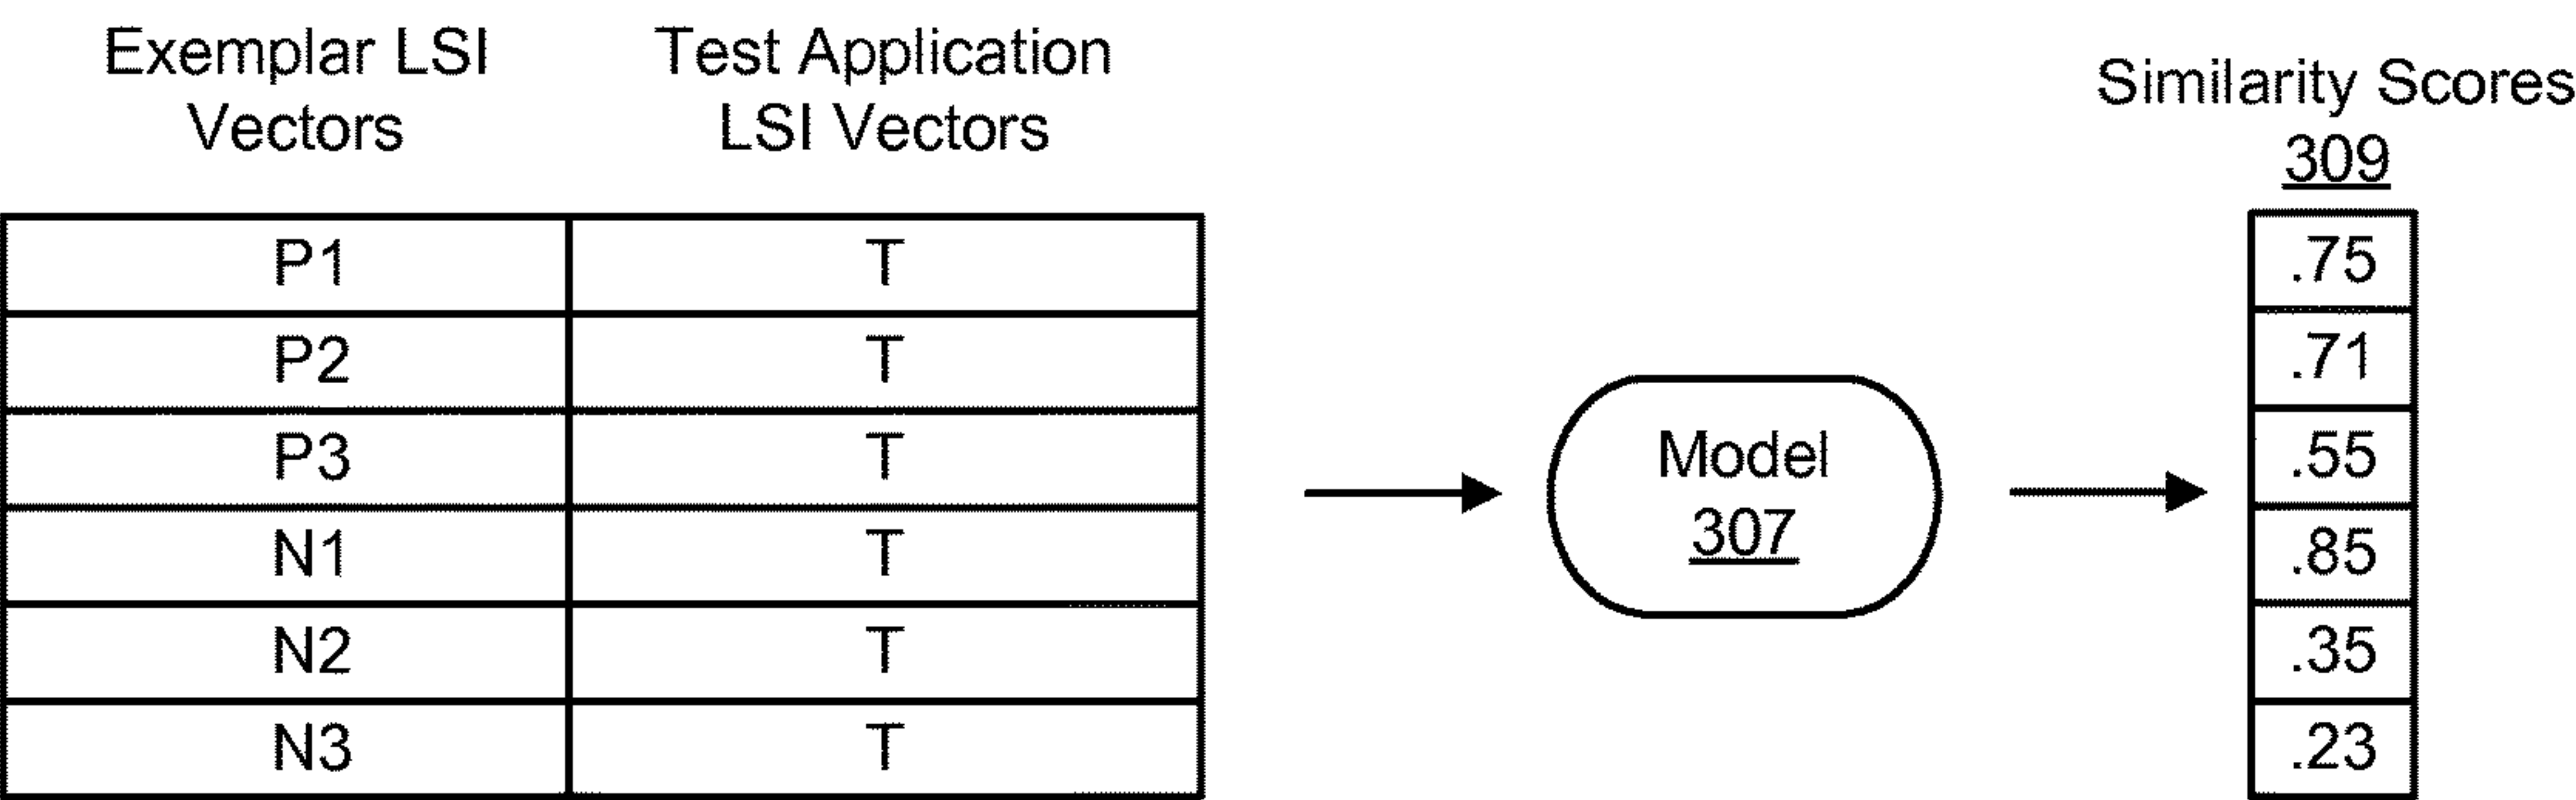 Exemplar LSI
Vectors
Test Application
LSI Vectors
Similarity Scores
309
P1 T
P2 T
P3 T
N1 T
N2 T
N3 T
Model
307
.75
.71
.55
.85
.35
.23